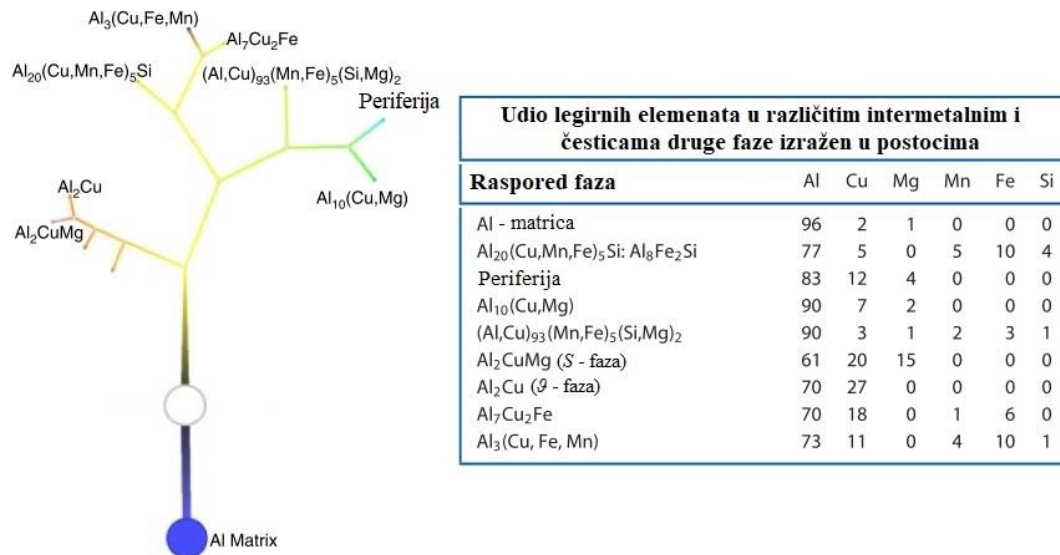 Al₃(Cu,Fe,Mn)
Al₇Cu₂Fe
Al₂₀(Cu,Mn,Fe)₅Si
(Al,Cu)₉₃(Mn,Fe)₅(Si,Mg)₂
Periferija
Al₁₀(Cu,Mg)
Al₂Cu
Al₂CuMg
Al Matrix
Udio legirnih elemenata u različitim intermetalnim i
česticama druge faze izražen u postocima
Raspored faza Al Cu Mg Mn Fe Si
Al - matrica 96 2 1 0 0 0
Al₂₀(Cu,Mn,Fe)₅Si: Al₈Fe₂Si 77 5 0 5 10 4
Periferija 83 12 4 0 0 0
Al₁₀(Cu,Mg) 90 7 2 0 0 0
(Al,Cu)₉₃(Mn,Fe)₅(Si,Mg)₂ 90 3 1 2 3 1
Al₂CuMg (S - faza) 61 20 15 0 0 0
Al₂Cu (ϑ - faza) 70 27 0 0 0 0
Al₇Cu₂Fe 70 18 0 1 6 0
Al₃(Cu, Fe, Mn) 73 11 0 4 10 1